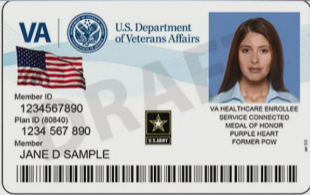 VA
U.S. Department
of Veterans Affairs
DRAFT
Member ID
1234567890
Plan ID (80840)
1234 567 890
Member
JANE D SAMPLE
U.S. ARMY
VA HEALTHCARE ENROLLEE
SERVICE CONNECTED
MEDAL OF HONOR
PURPLE HEART
FORMER POW